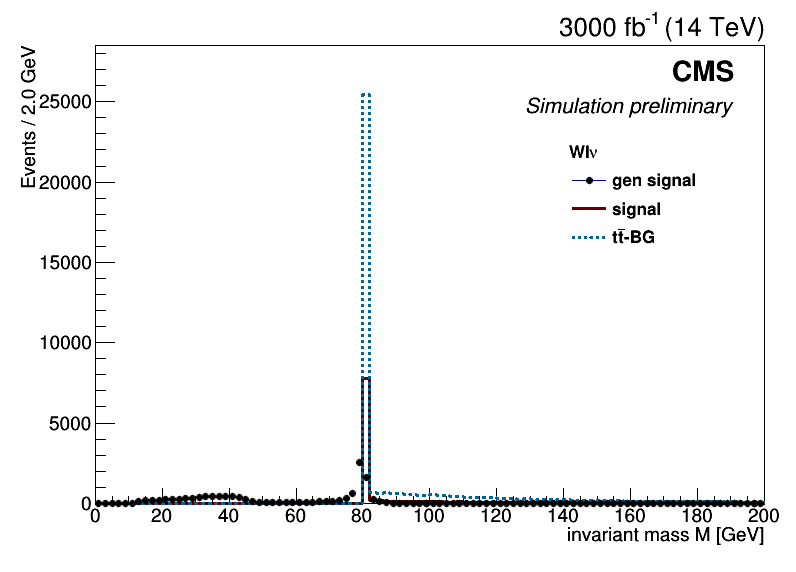 3000 fb⁻¹ (14 TeV)
CMS
Simulation preliminary
Wlν
gen signal
signal
tt̄-BG
Events / 2.0 GeV
25000
20000
15000
10000
5000
0
0 20 40 60 80 100 120 140 160 180 200
invariant mass M [GeV]